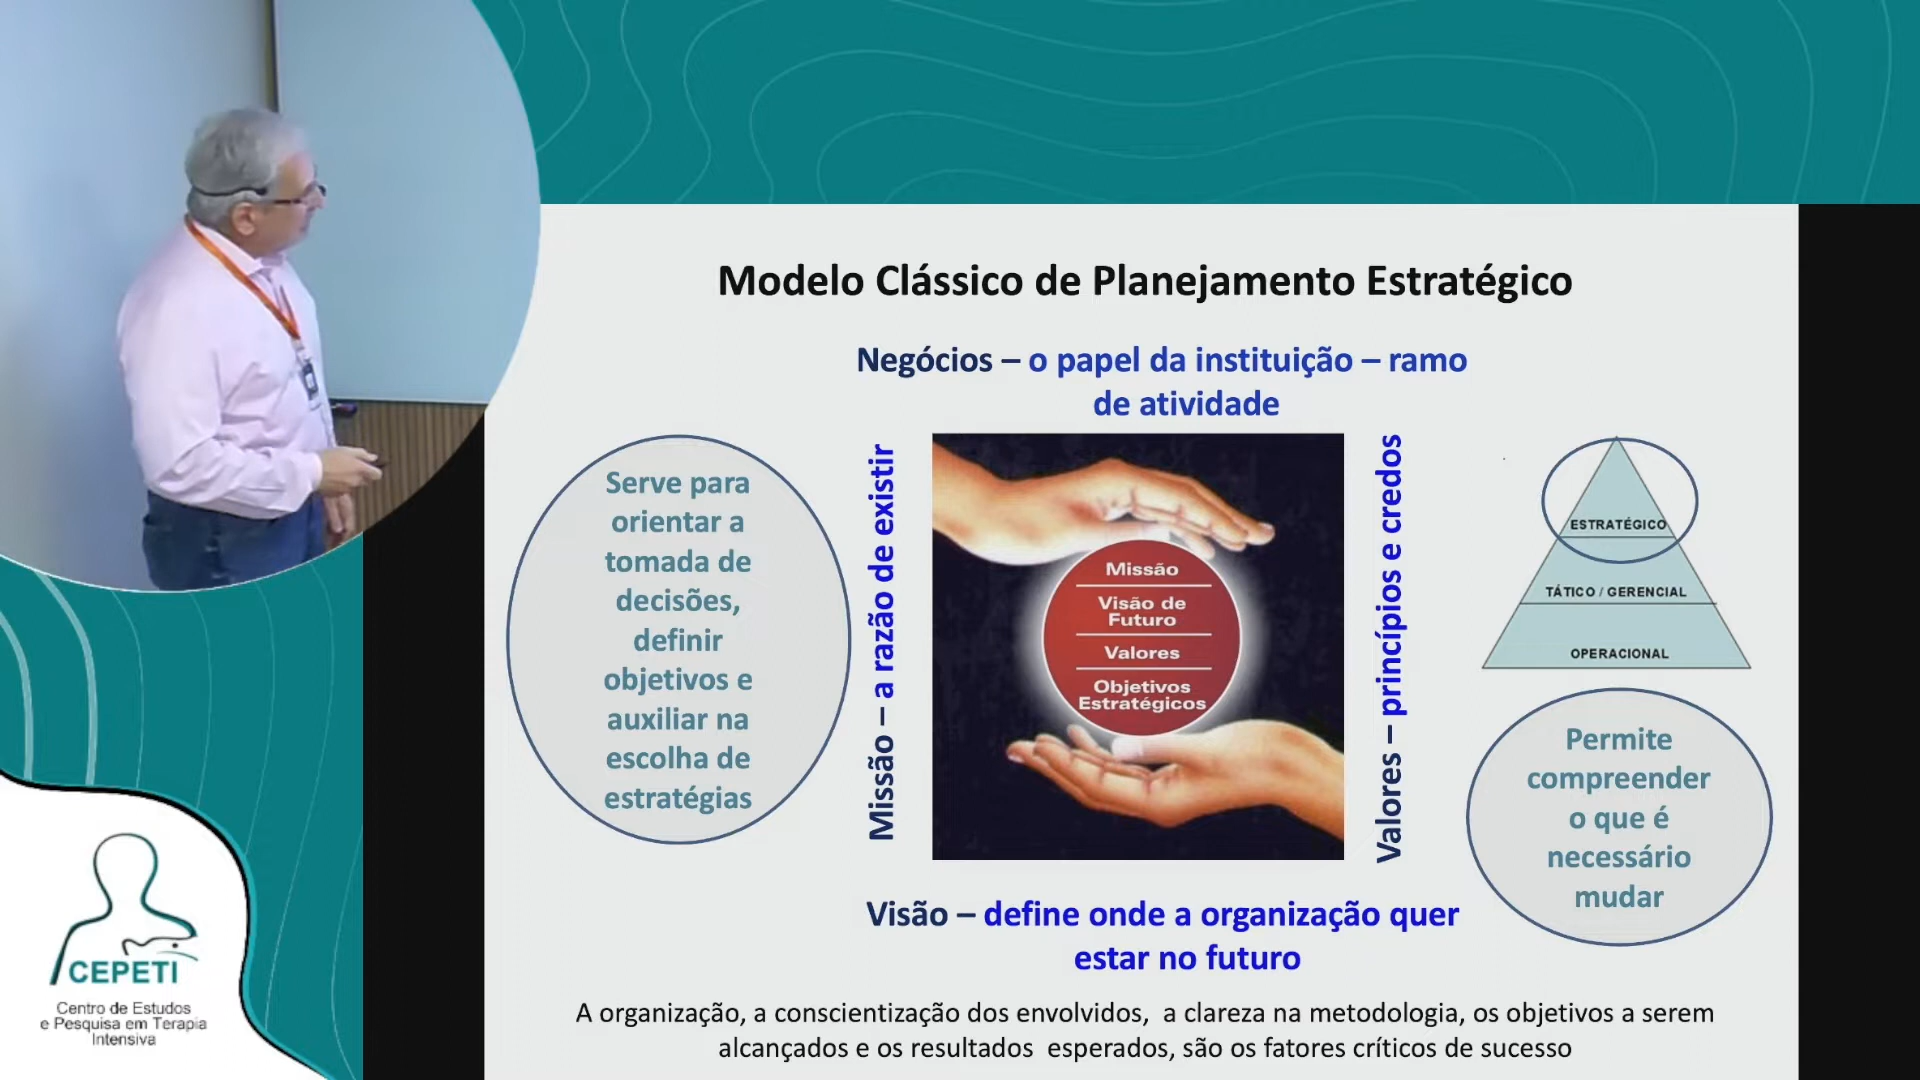 Modelo Clássico de Planejamento Estratégico
Negócios – o papel da instituição – ramo
de atividade
Serve para
orientar a
tomada de
decisões,
definir
objetivos e
auxiliar na
escolha de
estratégias
Missão – a razão de existir
Missão
Visão de
Futuro
Valores
Objetivos
Estratégicos
Valores – princípios e credos
ESTRATÉGICO
TÁTICO / GERENCIAL
OPERACIONAL
Permite
compreender
o que é
necessário
mudar
Visão – define onde a organização quer
estar no futuro
A organização, a conscientização dos envolvidos, a clareza na metodologia, os objetivos a serem
alcançados e os resultados esperados, são os fatores críticos de sucesso
CEPETI
Centro de Estudos
e Pesquisa em Terapia
Intensiva